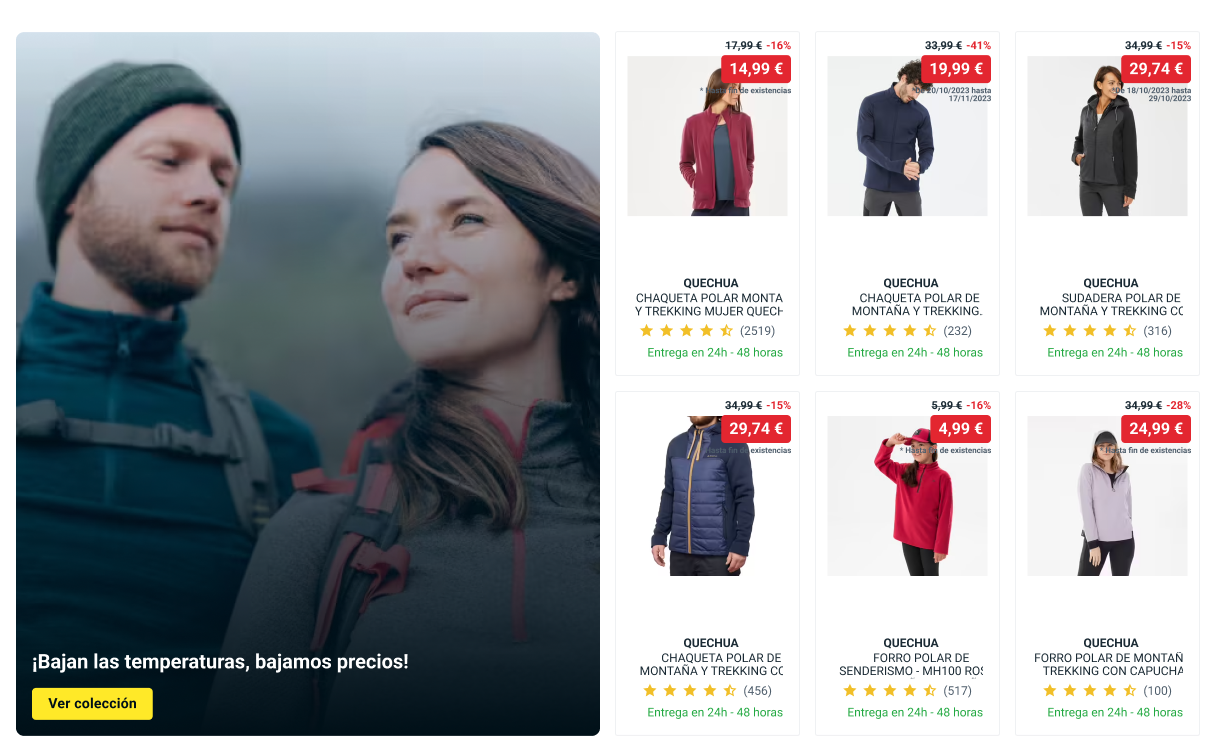 ¡Bajan las temperaturas, bajamos precios!
Ver colección
17,99 € -16%
14,99 €
* Hasta fin de existencias
QUECHUA
CHAQUETA POLAR MONTA
Y TREKKING MUJER QUECH
(2519)
Entrega en 24h - 48 horas
33,99 € -41%
19,99 €
*De 20/10/2023 hasta
17/11/2023
QUECHUA
CHAQUETA POLAR DE
MONTAÑA Y TREKKING.
(232)
Entrega en 24h - 48 horas
34,99 € -15%
29,74 €
*De 18/10/2023 hasta
29/10/2023
QUECHUA
SUDADERA POLAR DE
MONTAÑA Y TREKKING CO
(316)
Entrega en 24h - 48 horas
34,99 € -15%
29,74 €
Hasta fin de existencias
QUECHUA
CHAQUETA POLAR DE
MONTAÑA Y TREKKING CO
(456)
Entrega en 24h - 48 horas
5,99 € -16%
4,99 €
* Hasta fin de existencias
QUECHUA
FORRO POLAR DE
SENDERISMO - MH100 ROS
(517)
Entrega en 24h - 48 horas
34,99 € -28%
24,99 €
* Hasta fin de existencias
QUECHUA
FORRO POLAR DE MONTAÑ
TREKKING CON CAPUCHA
(100)
Entrega en 24h - 48 horas